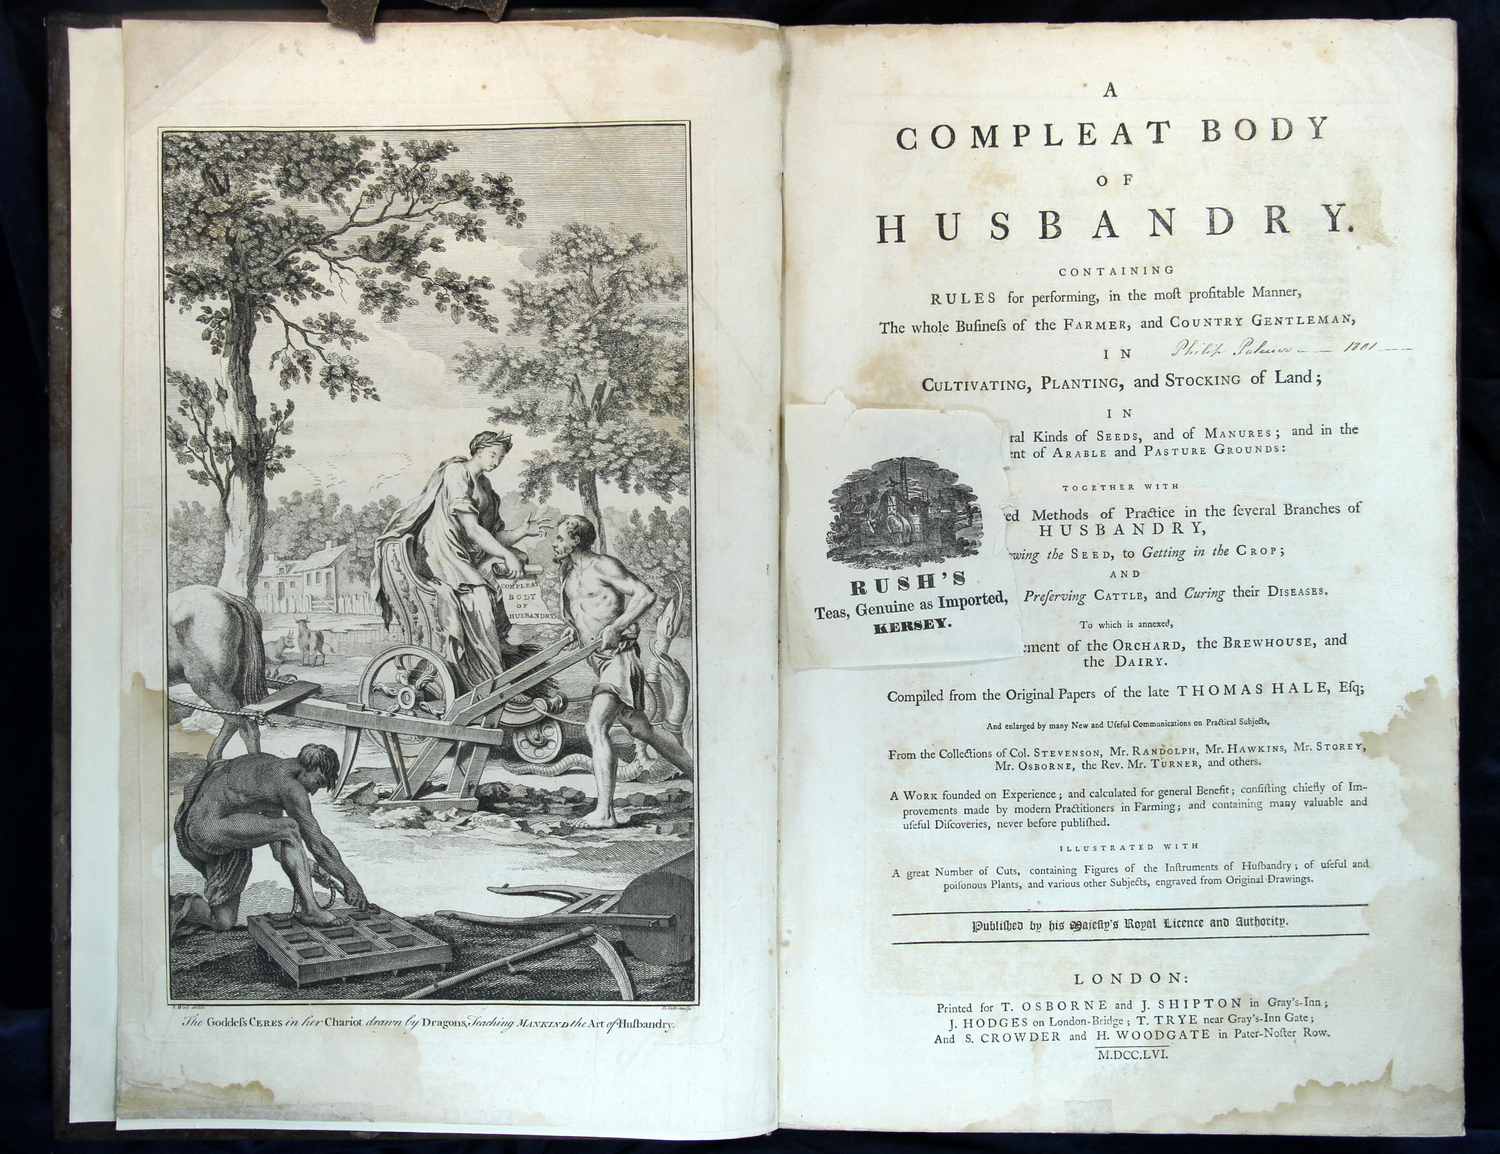 COMPLEAT
BODY
OF
HUSBANDRY
The Goddeſs CERES in her Chariot drawn by Dragons, Teaching MANKIND the Art of Huſbandry.
A
COMPLEAT BODY
OF
HUSBANDRY.
CONTAINING
RULES for performing, in the moſt profitable Manner,
The whole Buſineſs of the FARMER, and COUNTRY GENTLEMAN,
IN
Philip 1801
CULTIVATING, PLANTING, and STOCKING of Land;
IN
ral Kinds of SEEDS, and of MANURES; and in the
ent of ARABLE and PASTURE GROUNDS:
TOGETHER WITH
ed Methods of Practice in the ſeveral Branches of
HUSBANDRY,
wing the SEED, to Getting in the CROP;
AND
Preſerving CATTLE, and Curing their DISEASES.
To which is annexed,
ement of the ORCHARD, the BREWHOUSE, and
the DAIRY.
RUSH'S
Teas, Genuine as Imported,
KERSEY.
Compiled from the Original Papers of the late THOMAS HALE, Eſq;
And enlarged by many New and Uſeful Communications on Practical Subjects,
From the Collections of Col. STEVENSON, Mr. RANDOLPH, Mr. HAWKINS, Mr. STOREY,
Mr. OSBORNE, the Rev. Mr. TURNER, and others.
A WORK founded on Experience; and calculated for general Benefit; conſiſting chiefly of Im-
provements made by modern Practitioners in Farming; and containing many valuable and
uſeful Diſcoveries, never before publiſhed.
ILLUSTRATED WITH
A great Number of Cuts, containing Figures of the Inſtruments of Huſbandry; of uſeful and
poiſonous Plants, and various other Subjects, engraved from Original Drawings.
Publiſhed by his Majeſty's Royal Licence and Authority.
LONDON:
Printed for T. OSBORNE and J. SHIPTON in Gray's-Inn;
J. HODGES on London-Bridge; T. TRYE near Gray's-Inn Gate;
And S. CROWDER and H. WOODGATE in Pater-Noſter Row.
M.DCC.LVI.